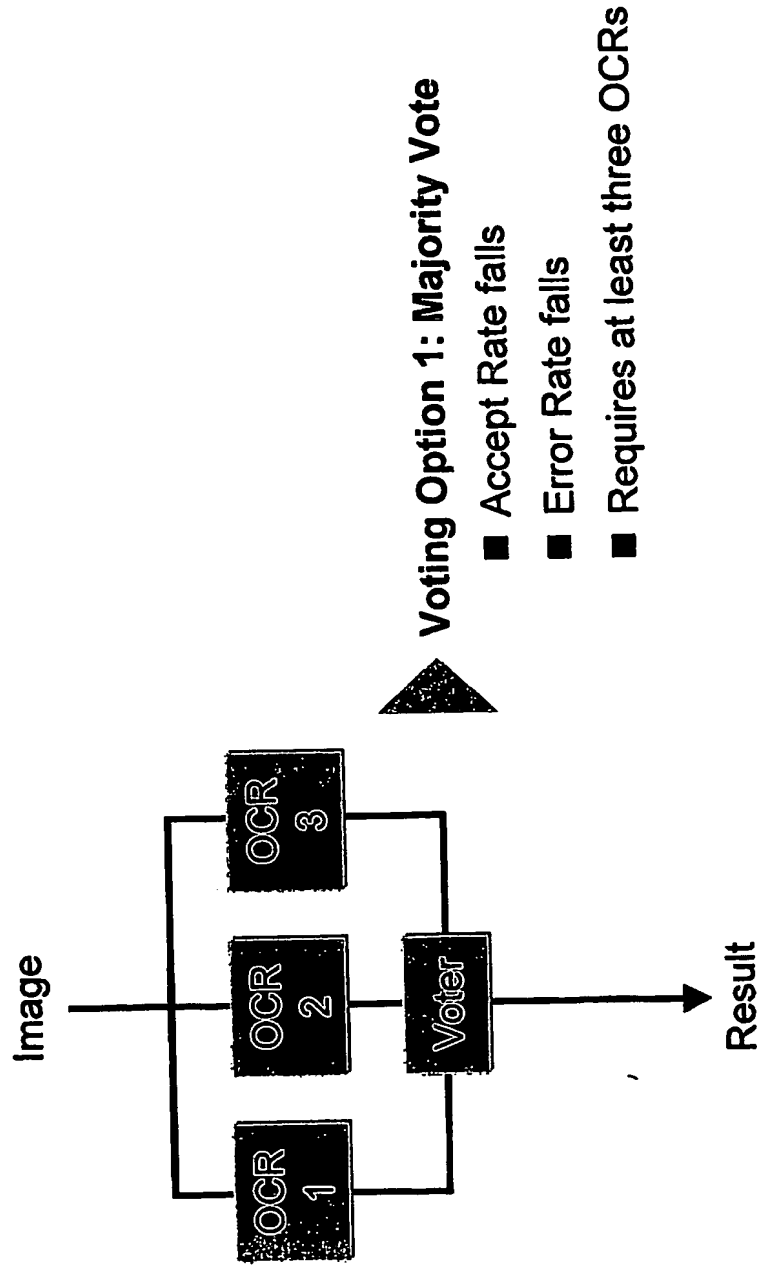 Image
OCR
1
OCR
2
OCR
3
Voter
Result
Voting Option 1: Majority Vote
■ Accept Rate falls
■ Error Rate falls
■ Requires at least three OCRs